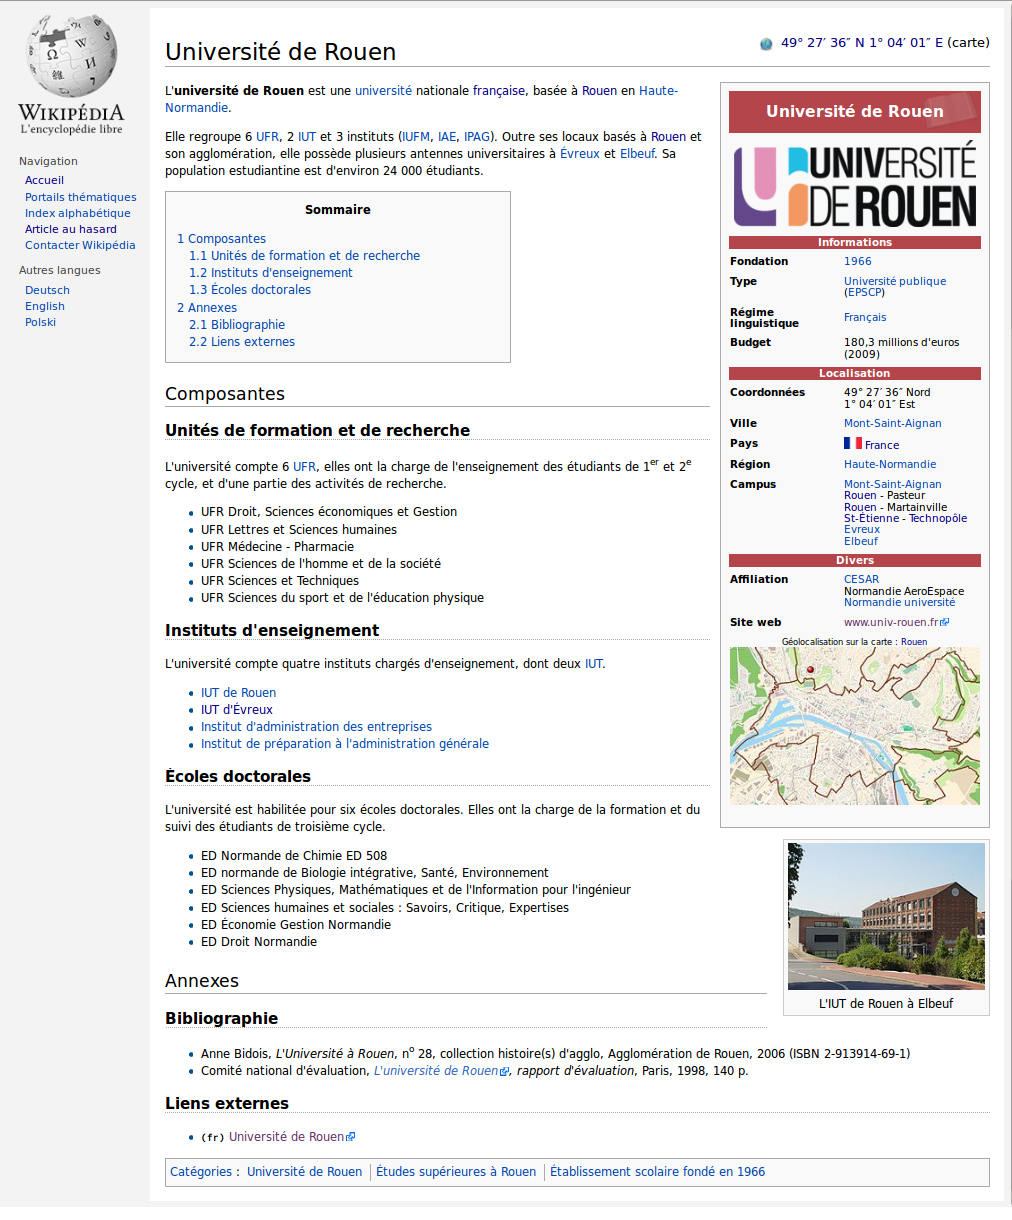 WIKIPÉDIA
L'encyclopédie libre
Navigation
Accueil
Portails thématiques
Index alphabétique
Article au hasard
Contacter Wikipédia
Autres langues
Deutsch
English
Polski
49° 27′ 36″ N 1° 04′ 01″ E (carte)
Université de Rouen
L'université de Rouen est une université nationale française, basée à Rouen en Haute-
Normandie.
Elle regroupe 6 UFR, 2 IUT et 3 instituts (IUFM, IAE, IPAG). Outre ses locaux basés à Rouen et
son agglomération, elle possède plusieurs antennes universitaires à Évreux et Elbeuf. Sa
population estudiantine est d'environ 24 000 étudiants.
Sommaire
1 Composantes
1.1 Unités de formation et de recherche
1.2 Instituts d'enseignement
1.3 Écoles doctorales
2 Annexes
2.1 Bibliographie
2.2 Liens externes
Composantes
Unités de formation et de recherche
L'université compte 6 UFR, elles ont la charge de l'enseignement des étudiants de 1er et 2e
cycle, et d'une partie des activités de recherche.
UFR Droit, Sciences économiques et Gestion
UFR Lettres et Sciences humaines
UFR Médecine - Pharmacie
UFR Sciences de l'homme et de la société
UFR Sciences et Techniques
UFR Sciences du sport et de l'éducation physique
Instituts d'enseignement
L'université compte quatre instituts chargés d'enseignement, dont deux IUT.
IUT de Rouen
IUT d'Évreux
Institut d'administration des entreprises
Institut de préparation à l'administration générale
Écoles doctorales
L'université est habilitée pour six écoles doctorales. Elles ont la charge de la formation et du
suivi des étudiants de troisième cycle.
ED Normande de Chimie ED 508
ED normande de Biologie intégrative, Santé, Environnement
ED Sciences Physiques, Mathématiques et de l'Information pour l'ingénieur
ED Sciences humaines et sociales : Savoirs, Critique, Expertises
ED Économie Gestion Normandie
ED Droit Normandie
Université de Rouen
UNIVERSITÉ
DE ROUEN
Informations
Fondation 1966
Type Université publique
(EPSCP)
Régime
linguistique Français
Budget 180,3 millions d'euros
(2009)
Localisation
Coordonnées 49° 27′ 36″ Nord
1° 04′ 01″ Est
Ville Mont-Saint-Aignan
Pays France
Région Haute-Normandie
Campus Mont-Saint-Aignan
Rouen - Pasteur
Rouen - Martainville
St-Étienne - Technopôle
Evreux
Elbeuf
Divers
Affiliation CESAR
Normandie AeroEspace
Normandie université
Site web www.univ-rouen.fr
Géolocalisation sur la carte : Rouen
L'IUT de Rouen à Elbeuf
Annexes
Bibliographie
Anne Bidois, L'Université à Rouen, no 28, collection histoire(s) d'agglo, Agglomération de Rouen, 2006 (ISBN 2-913914-69-1)
Comité national d'évaluation, L'université de Rouen, rapport d'évaluation, Paris, 1998, 140 p.
Liens externes
(fr) Université de Rouen
Catégories : Université de Rouen | Études supérieures à Rouen | Établissement scolaire fondé en 1966